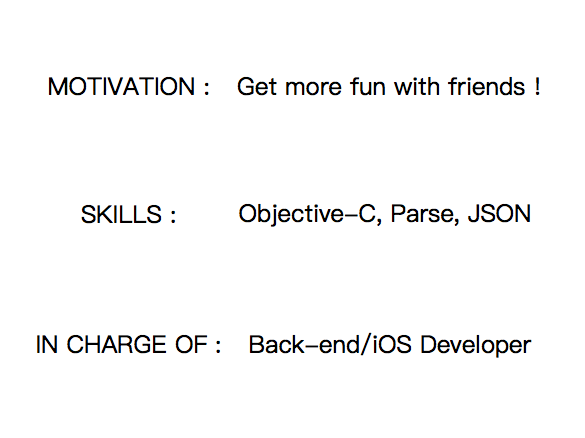 MOTIVATION : Get more fun with friends !
SKILLS : Objective-C, Parse, JSON
IN CHARGE OF : Back-end/iOS Developer